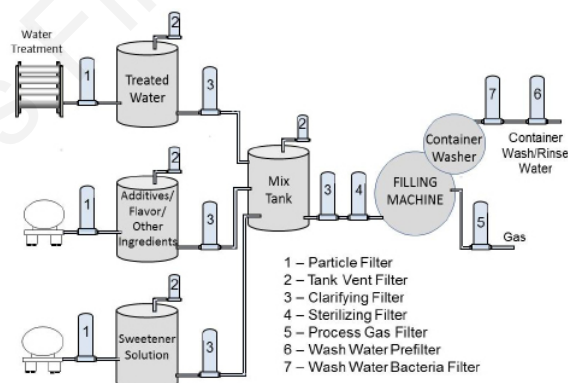 Water
Treatment
1
2
Treated
Water
3
1
2
Additives/
Flavor/
Other
Ingredients
3
1
2
Sweetener
Solution
3
2
Mix
Tank
3
4
FILLING
MACHINE
Container
Washer
7
6
Container
Wash/Rinse
Water
5
Gas
1 – Particle Filter
2 – Tank Vent Filter
3 – Clarifying Filter
4 – Sterilizing Filter
5 – Process Gas Filter
6 – Wash Water Prefilter
7 – Wash Water Bacteria Filter